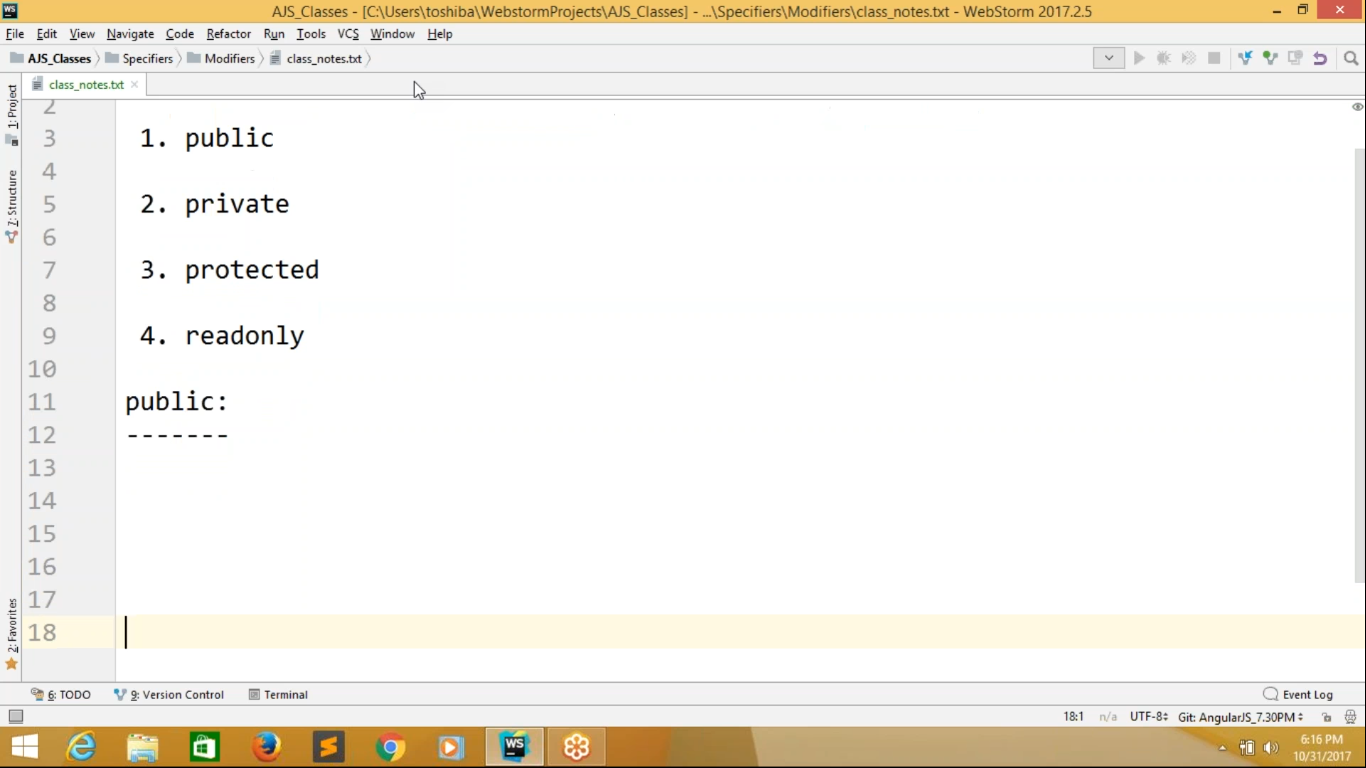 AJS_Classes - [C:\Users\toshiba\WebstormProjects\AJS_Classes] - ...\Specifiers\Modifiers\class_notes.txt - WebStorm 2017.2.5
File Edit View Navigate Code Refactor Run Tools VCS Window Help
AJS_Classes Specifiers Modifiers class_notes.txt
class_notes.txt
1: Project
7: Structure
2: Favorites
2
3 1. public
4
5 2. private
6
7 3. protected
8
9 4. readonly
10
11 public:
12 -------
13
14
15
16
17
18
6: TODO 9: Version Control Terminal Event Log
18:1 n/a UTF-8 Git: AngularJS_7.30PM
WS
6:16 PM
10/31/2017